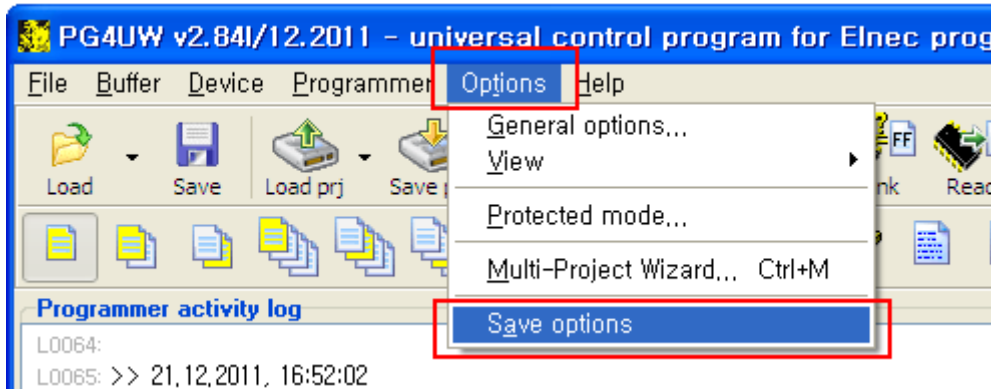 PG4UW v2.84l/12.2011 - universal control program for Elnec prog
File Buffer Device Programmer Options Help
General options...
View
Protected mode...
Multi-Project Wizard... Ctrl+M
Save options
Load Save Load prj Save p nk Read
FF
Programmer activity log
L0064:
L0065: >> 21,12,2011, 16:52:02